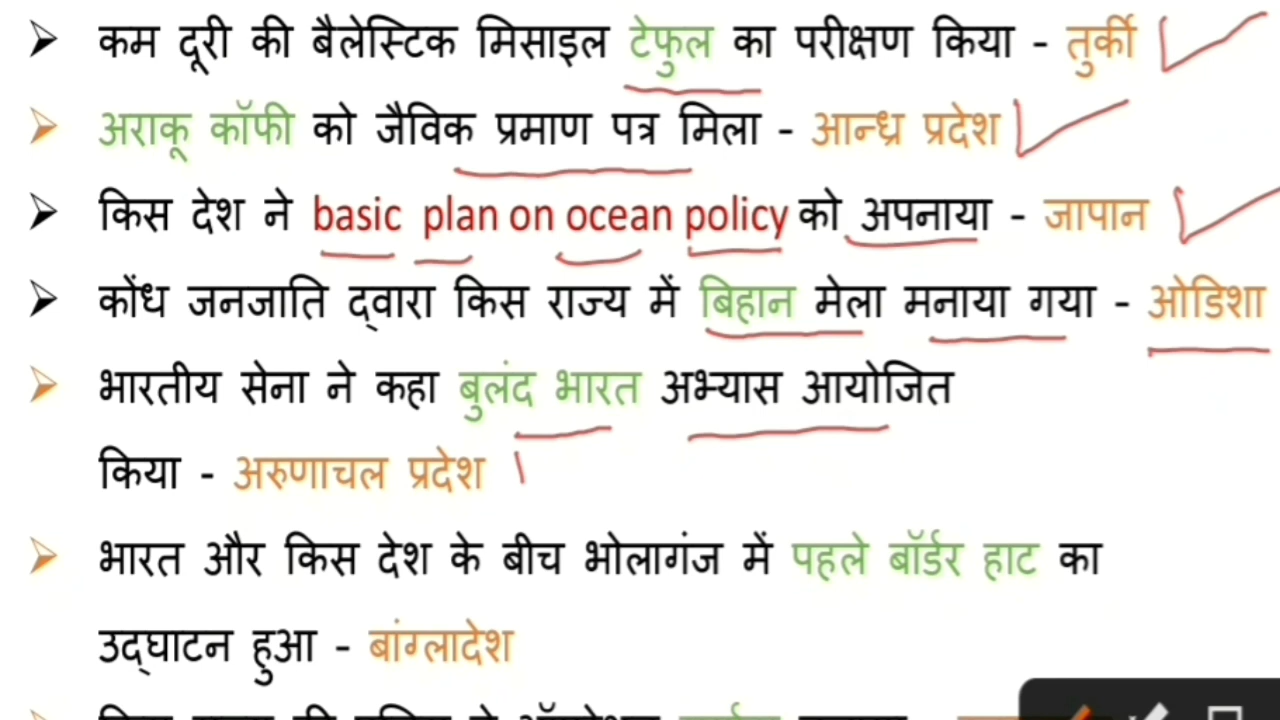 ➢ कम दूरी की बैलेस्टिक मिसाइल टेफुल का परीक्षण किया - तुर्की
➢ अराकू कॉफी को जैविक प्रमाण पत्र मिला - आन्ध्र प्रदेश
➢ किस देश ने basic plan on ocean policy को अपनाया - जापान
➢ कोंध जनजाति द्वारा किस राज्य में बिहान मेला मनाया गया - ओडिशा
➢ भारतीय सेना ने कहा बुलंद भारत अभ्यास आयोजित
किया - अरुणाचल प्रदेश
➢ भारत और किस देश के बीच भोलागंज में पहले बॉर्डर हाट का
उद्घाटन हुआ - बांग्लादेश